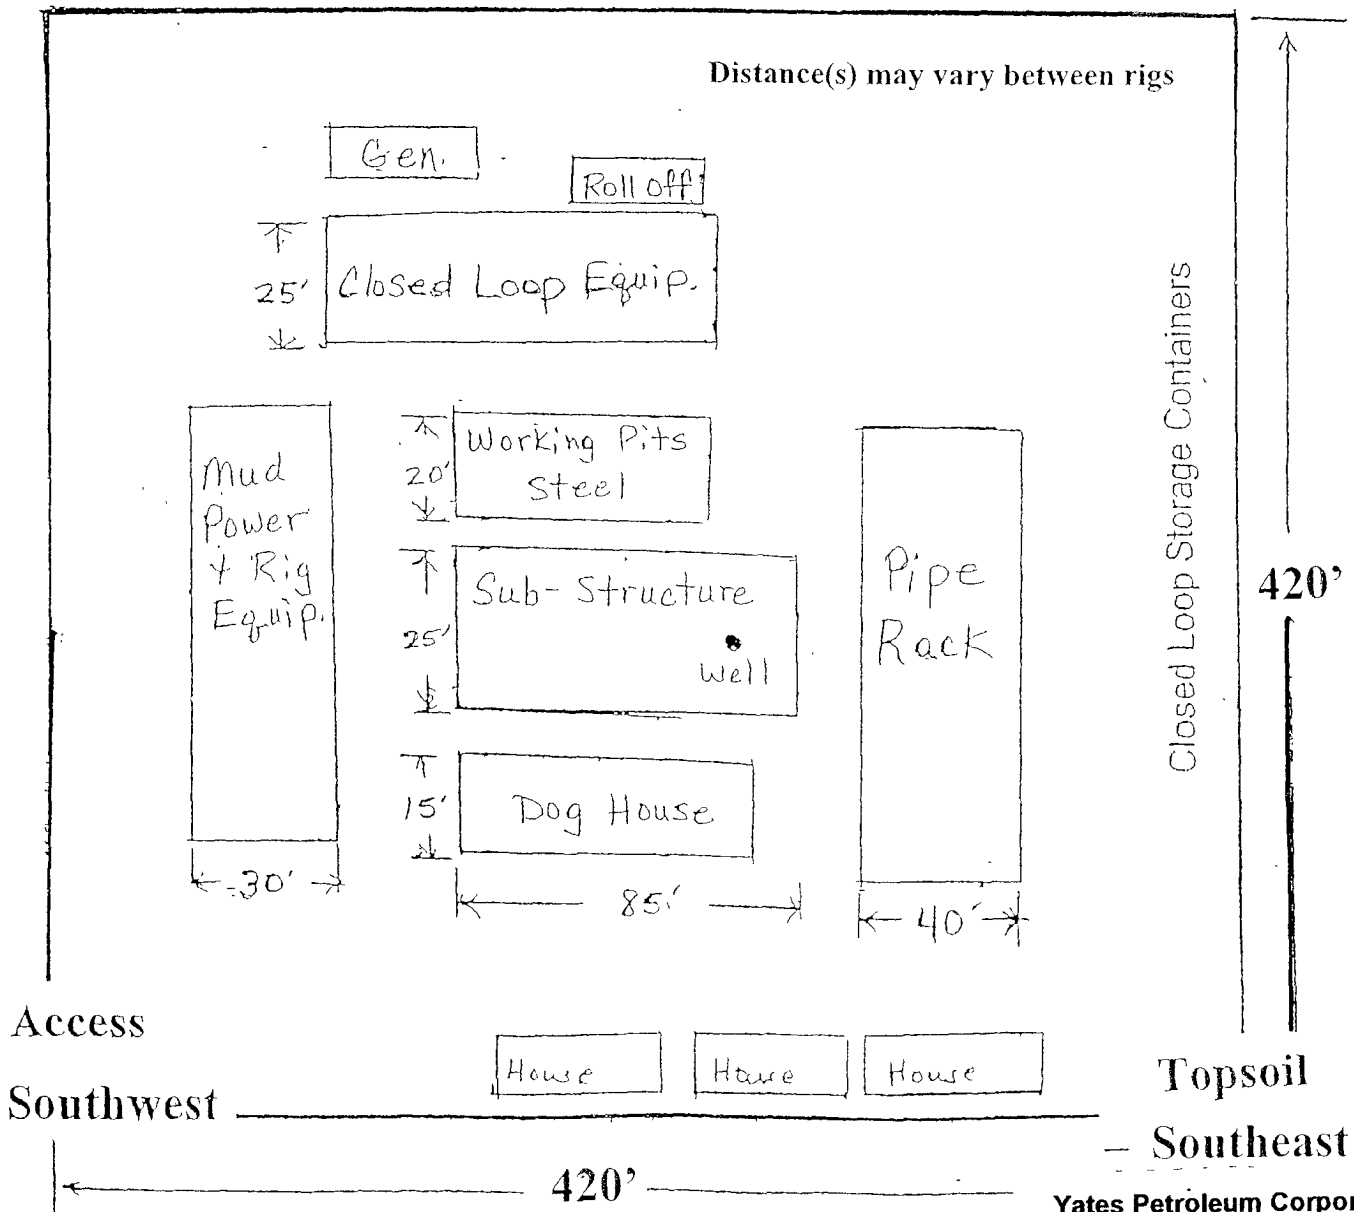 Distance(s) may vary between rigs
Gen.
Roll off
25'
Closed Loop Equip.
Closed Loop Storage Containers
Mud
Power
& Rig
Equip.
20'
Working Pits
Steel
Pipe
Rack
420'
25'
Sub-Structure
Well
15'
Dog House
30'
85'
40'
Access
Southwest
House
House
House
Topsoil
– Southeast
420'
Yates Petroleum Corpor